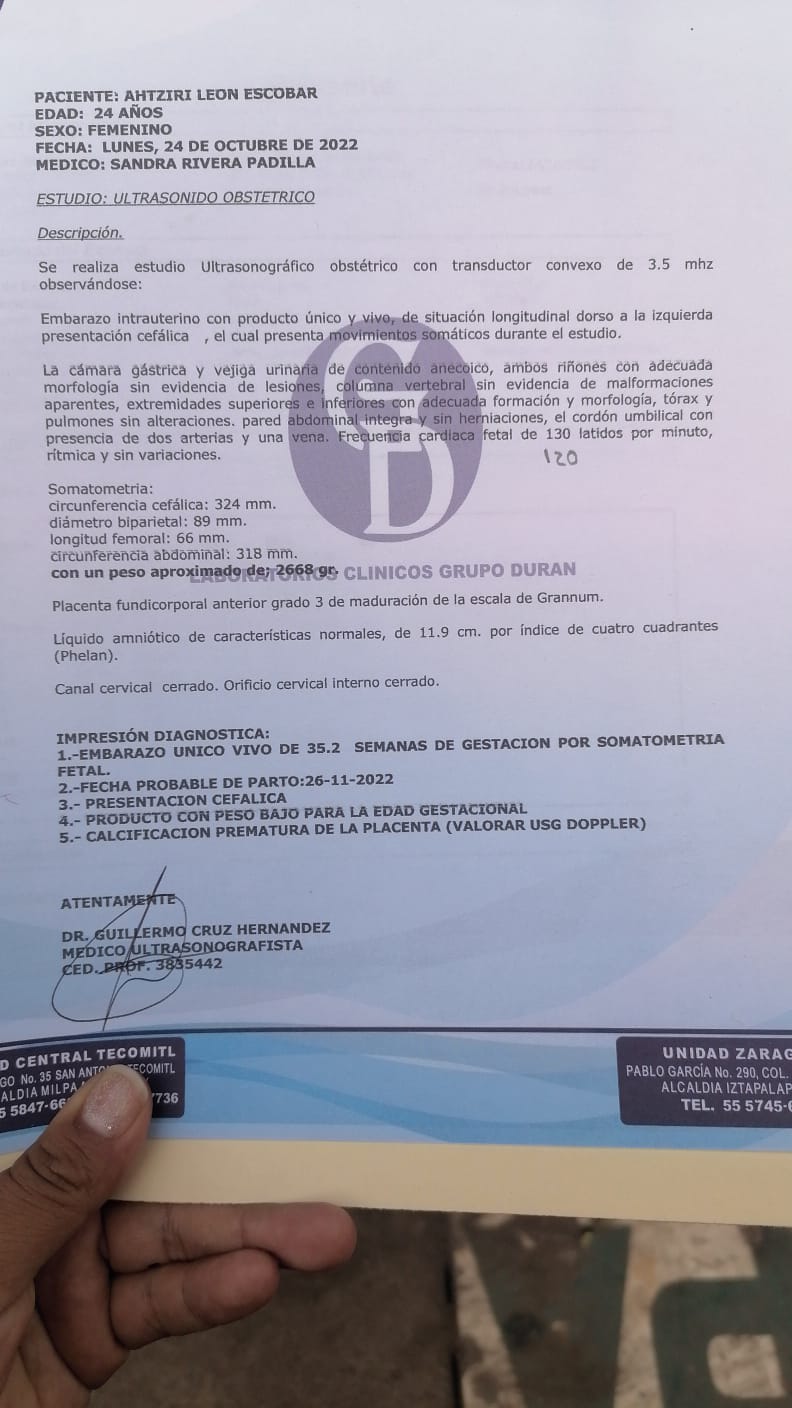 PACIENTE: AHTZIRI LEON ESCOBAR
EDAD: 24 AÑOS
SEXO: FEMENINO
FECHA: LUNES, 24 DE OCTUBRE DE 2022
MEDICO: SANDRA RIVERA PADILLA
ESTUDIO: ULTRASONIDO OBSTETRICO
Descripción.
Se realiza estudio Ultrasonográfico obstétrico con transductor convexo de 3.5 mhz
observándose:
Embarazo intrauterino con producto único y vivo, de situación longitudinal dorso a la izquierda
presentación cefálica , el cual presenta movimientos somáticos durante el estudio.
La cámara gástrica y vejiga urinaria de contenido anecoico, ambos riñones con adecuada
morfología sin evidencia de lesiones, columna vertebral sin evidencia de malformaciones
aparentes, extremidades superiores e inferiores con adecuada formación y morfología, tórax y
pulmones sin alteraciones. pared abdominal integra y sin herniaciones, el cordón umbilical con
presencia de dos arterias y una vena. Frecuencia cardiaca fetal de 130 latidos por minuto,
rítmica y sin variaciones.
120
Somatometria:
circunferencia cefálica: 324 mm.
diámetro biparietal: 89 mm.
longitud femoral: 66 mm.
circunferencia abdominal: 318 mm.
con un peso aproximado de; 2668 gr.
LABORATORIOS CLINICOS GRUPO DURAN
Placenta fundicorporal anterior grado 3 de maduración de la escala de Grannum.
Líquido amniótico de características normales, de 11.9 cm. por índice de cuatro cuadrantes
(Phelan).
Canal cervical cerrado. Orificio cervical interno cerrado.
IMPRESIÓN DIAGNOSTICA:
1.-EMBARAZO UNICO VIVO DE 35.2 SEMANAS DE GESTACION POR SOMATOMETRIA
FETAL.
2.-FECHA PROBABLE DE PARTO:26-11-2022
3.- PRESENTACION CEFALICA
4.- PRODUCTO CON PESO BAJO PARA LA EDAD GESTACIONAL
5.- CALCIFICACION PREMATURA DE LA PLACENTA (VALORAR USG DOPPLER)
ATENTAMENTE
DR. GUILLERMO CRUZ HERNANDEZ
MEDICO ULTRASONOGRAFISTA
CED. PROF. 3835442
D CENTRAL TECOMITL
GO No. 35 SAN ANTO TECOMITL
ALDIA MILPA
5 5847-66 7736
UNIDAD ZARAG
PABLO GARCÍA No. 290, COL.
ALCALDIA IZTAPALAP
TEL. 55 5745-6